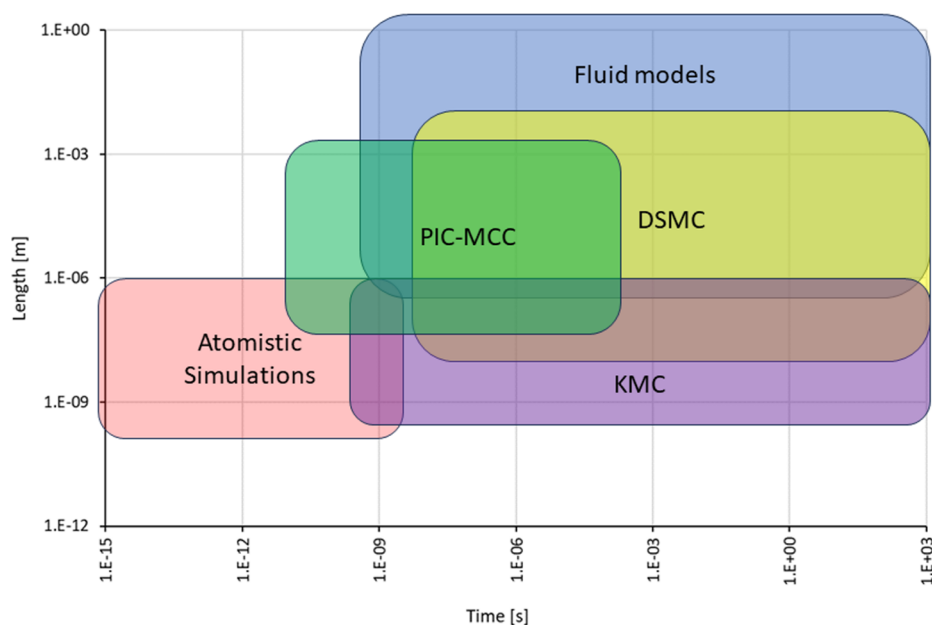 1.E+00
Fluid models
1.E-03
DSMC
PIC-MCC
Length [m]
1.E-06
Atomistic
Simulations
KMC
1.E-09
1.E-12
1.E-15
1.E-12
1.E-09
1.E-06
1.E-03
1.E+00
1.E+03
Time [s]